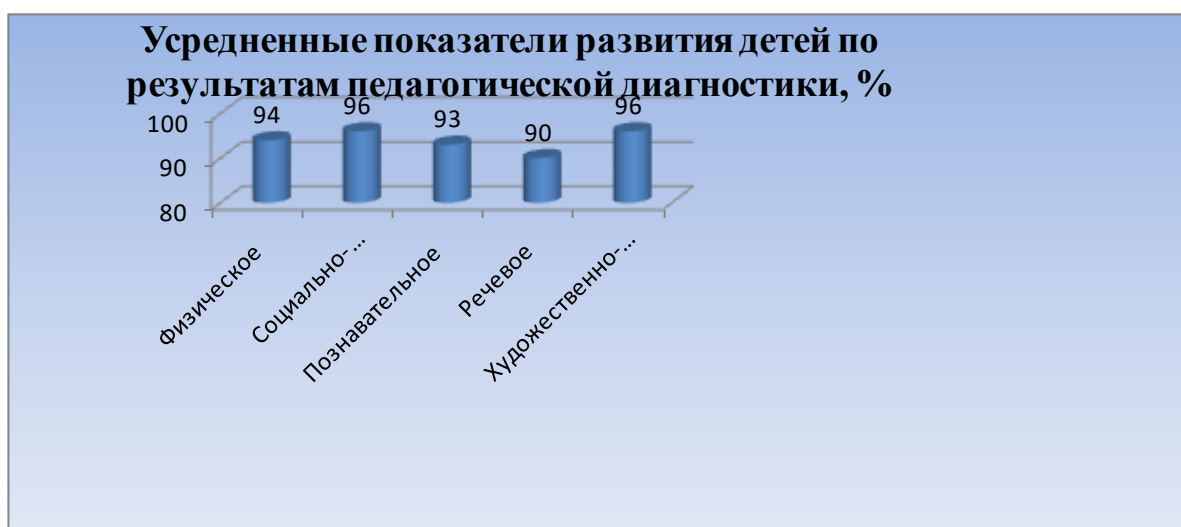 Усредненные показатели развития детей по
результатам педагогической диагностики, %
94
96
93
90
96
100
90
80
Физическое
Социально-...
Познавательное
Речевое
Художественно-...